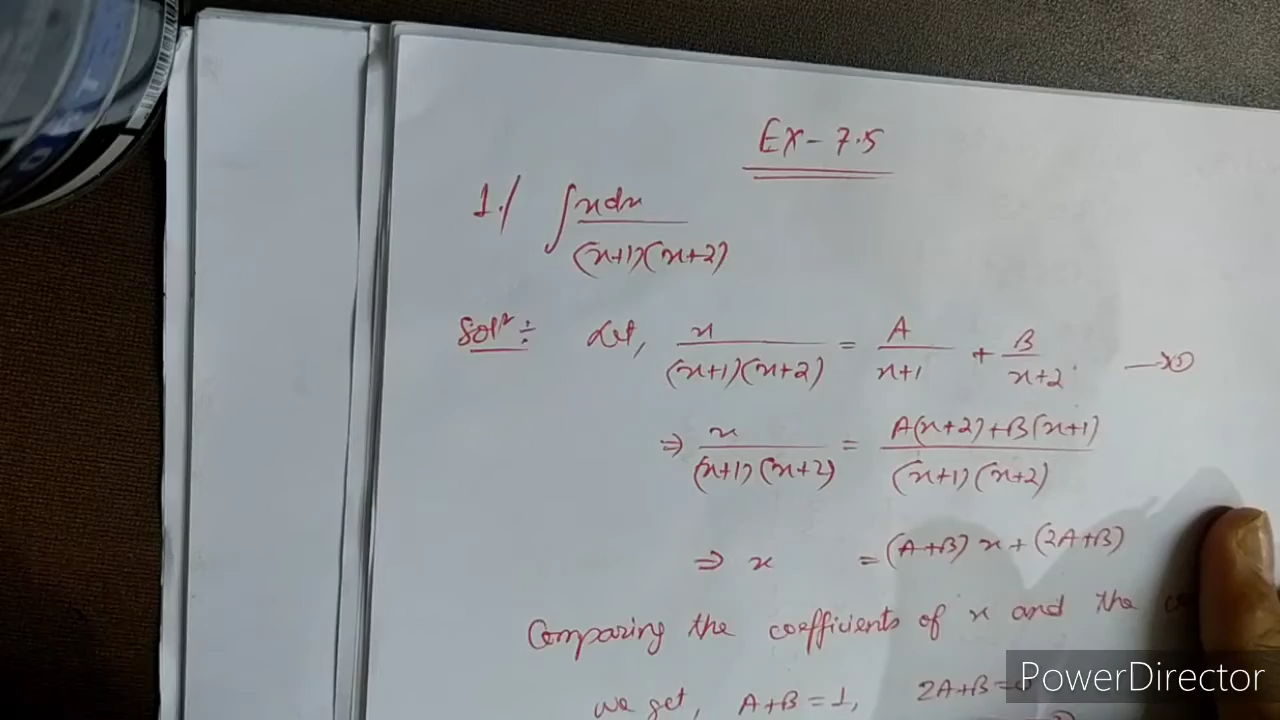 Ex - 7.5
1./ ∫ x dx / (x+1)(x+2)
Solⁿ ÷ Let, x / (x+1)(x+2) = A / x+1 + B / x+2 . → ①
⇒ x / (x+1)(x+2) = A(x+2)+B(x+1) / (x+1)(x+2)
⇒ x = (A+B) x + (2A+B)
Comparing the coefficients of x and the
we get, A+B = 1, 2A+B =
PowerDirector